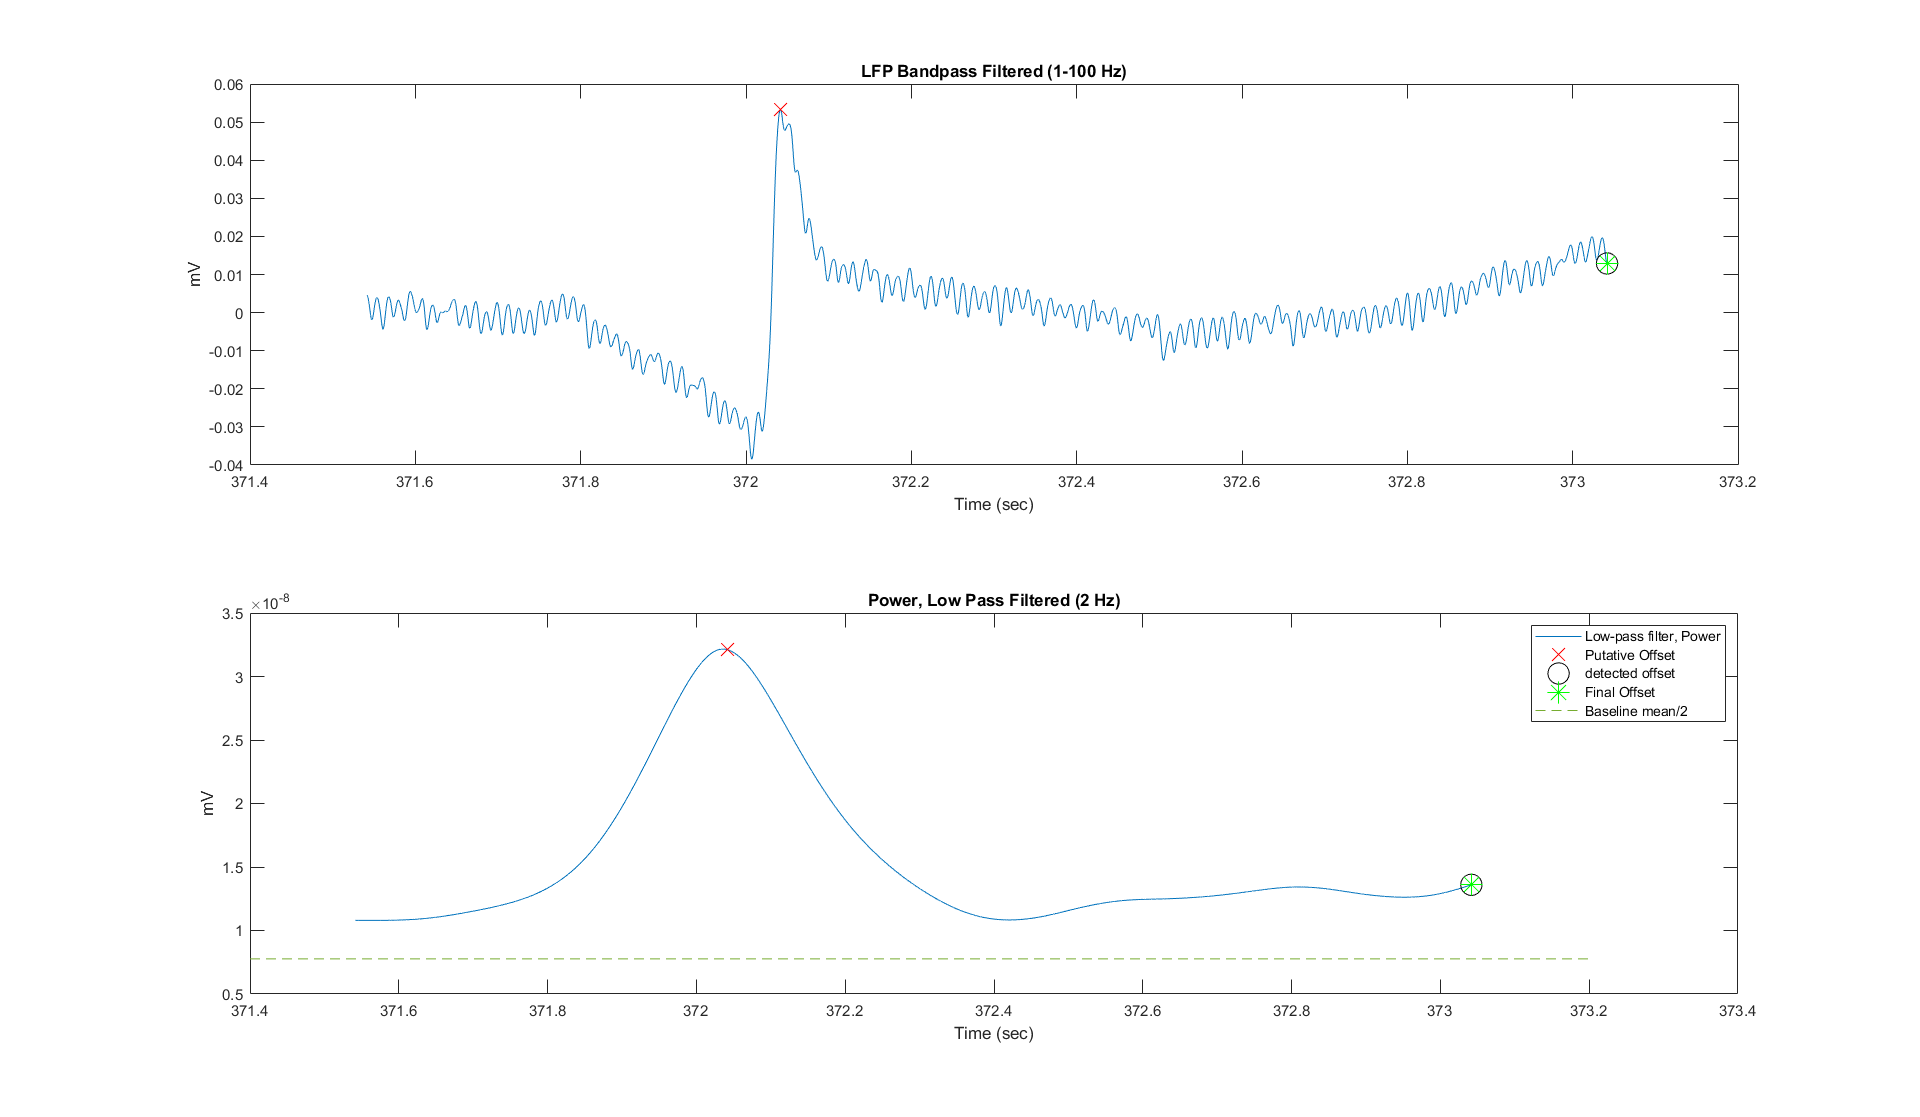 LFP Bandpass Filtered (1-100 Hz)
0.06
0.05
0.04
0.03
0.02
0.01
0
-0.01
-0.02
-0.03
-0.04
mV
371.4 371.6 371.8 372 372.2 372.4 372.6 372.8 373 373.2
Time (sec)
Power, Low Pass Filtered (2 Hz)
×10^-8
3.5
3
2.5
2
1.5
1
0.5
mV
Low-pass filter, Power
Putative Offset
detected offset
Final Offset
Baseline mean/2
371.4 371.6 371.8 372 372.2 372.4 372.6 372.8 373 373.2 373.4
Time (sec)